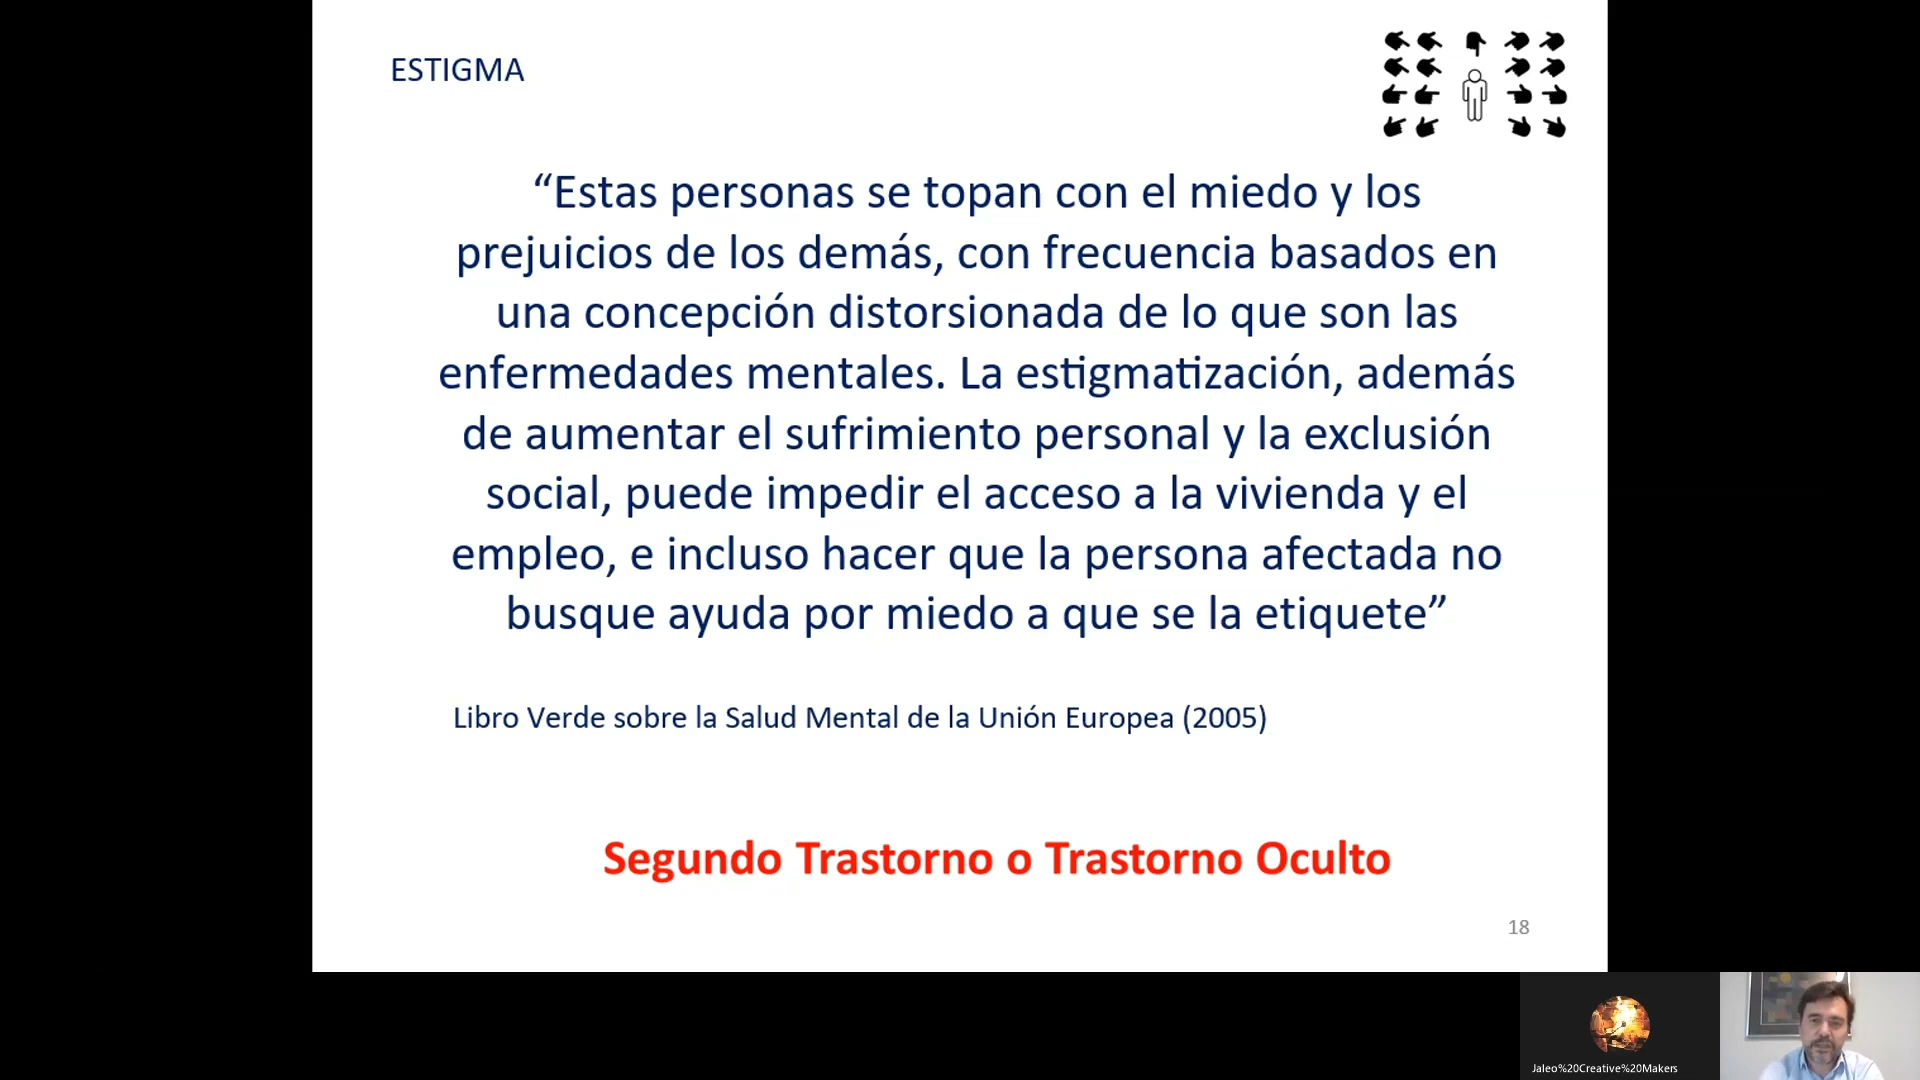 ESTIGMA
“Estas personas se topan con el miedo y los
prejuicios de los demás, con frecuencia basados en
una concepción distorsionada de lo que son las
enfermedades mentales. La estigmatización, además
de aumentar el sufrimiento personal y la exclusión
social, puede impedir el acceso a la vivienda y el
empleo, e incluso hacer que la persona afectada no
busque ayuda por miedo a que se la etiquete”
Libro Verde sobre la Salud Mental de la Unión Europea (2005)
Segundo Trastorno o Trastorno Oculto
18
Jaleo%20Creative%20Makers